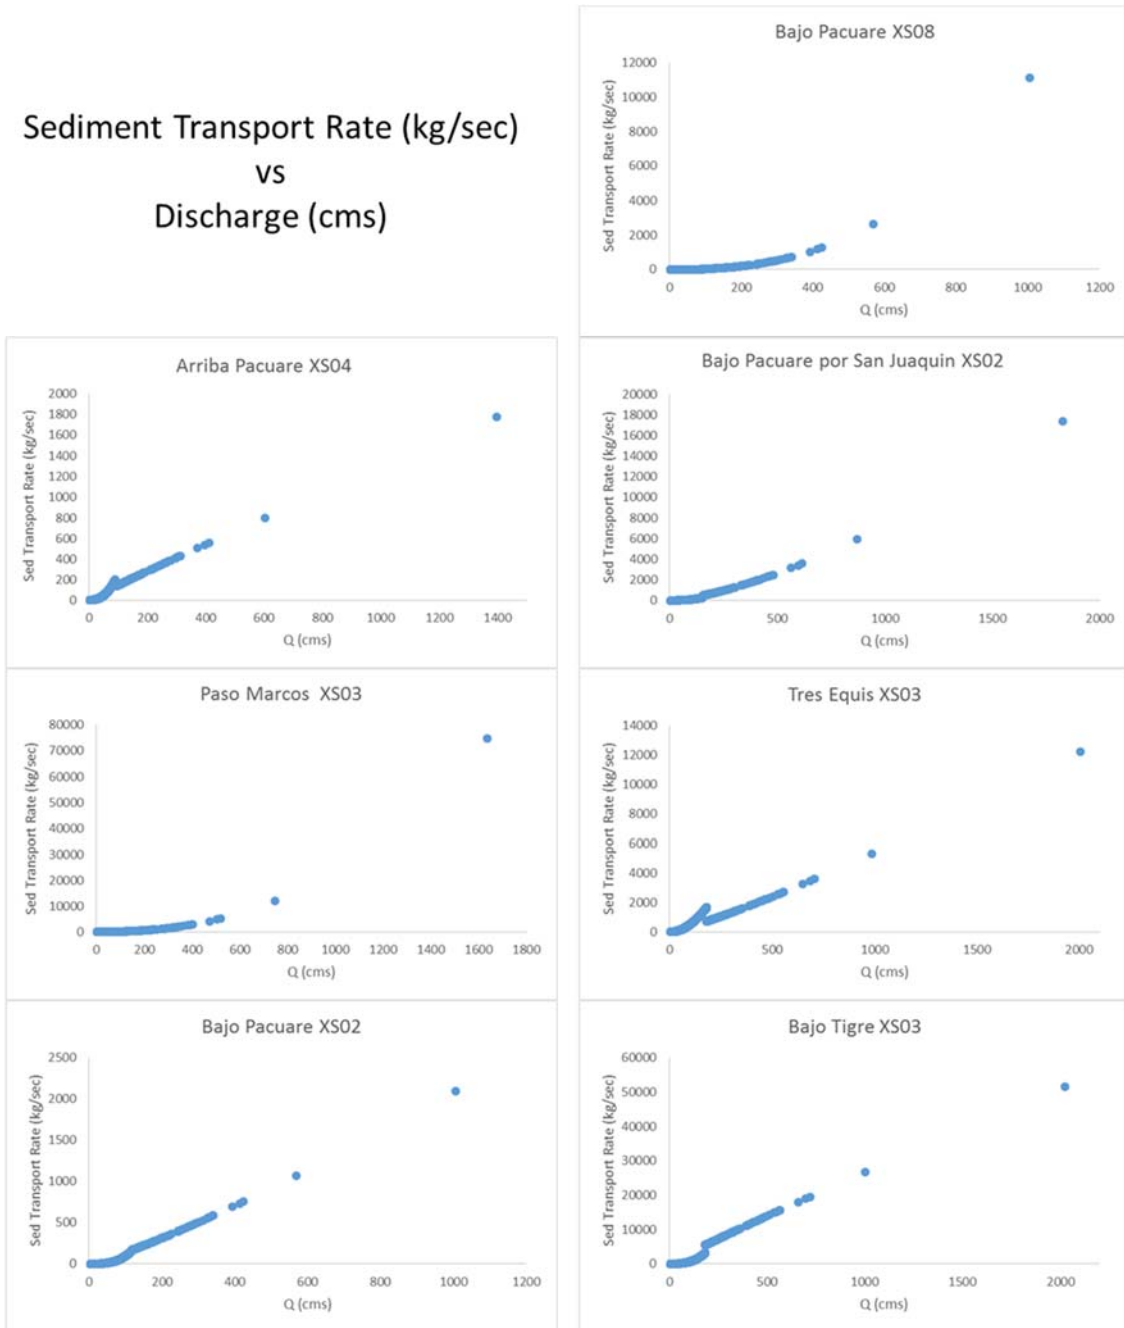 Sediment Transport Rate (kg/sec)
vs
Discharge (cms)
Bajo Pacuare XS08
Sed Transport Rate (kg/sec)
12000
10000
8000
6000
4000
2000
0
0 200 400 600 800 1000 1200
Q (cms)
Arriba Pacuare XS04
Sed Transport Rate (kg/sec)
2000
1800
1600
1400
1200
1000
800
600
400
200
0
0 200 400 600 800 1000 1200 1400
Q (cms)
Bajo Pacuare por San Juaquin XS02
Sed Transport Rate (kg/sec)
20000
18000
16000
14000
12000
10000
8000
6000
4000
2000
0
0 500 1000 1500 2000
Q (cms)
Paso Marcos XS03
Sed Transport Rate (kg/sec)
80000
70000
60000
50000
40000
30000
20000
10000
0
0 200 400 600 800 1000 1200 1400 1600 1800
Q (cms)
Tres Equis XS03
Sed Transport Rate (kg/sec)
14000
12000
10000
8000
6000
4000
2000
0
0 500 1000 1500 2000
Q (cms)
Bajo Pacuare XS02
Sed Transport Rate (kg/sec)
2500
2000
1500
1000
500
0
0 200 400 600 800 1000 1200
Q (cms)
Bajo Tigre XS03
Sed Transport Rate (kg/sec)
60000
50000
40000
30000
20000
10000
0
0 500 1000 1500 2000
Q (cms)